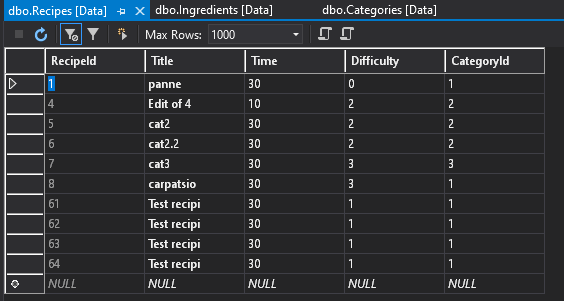 dbo.Recipes [Data] dbo.Ingredients [Data] dbo.Categories [Data]
Max Rows: 1000
RecipeId Title Time Difficulty CategoryId
1 panne 30 0 1
4 Edit of 4 10 2 2
5 cat2 30 2 2
6 cat2.2 30 2 2
7 cat3 30 3 3
8 carpatsio 30 3 1
61 Test recipi 30 1 1
62 Test recipi 30 1 1
63 Test recipi 30 1 1
64 Test recipi 30 1 1
NULL NULL NULL NULL NULL